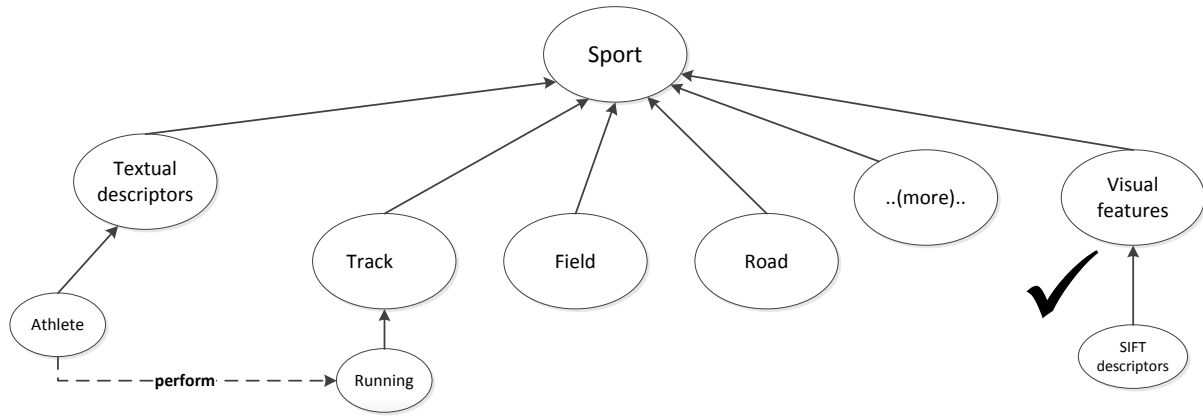 Sport
Textual
descriptors
..(more)..
Visual
features
Track
Field
Road
Athlete
perform
Running
SIFT
descriptors